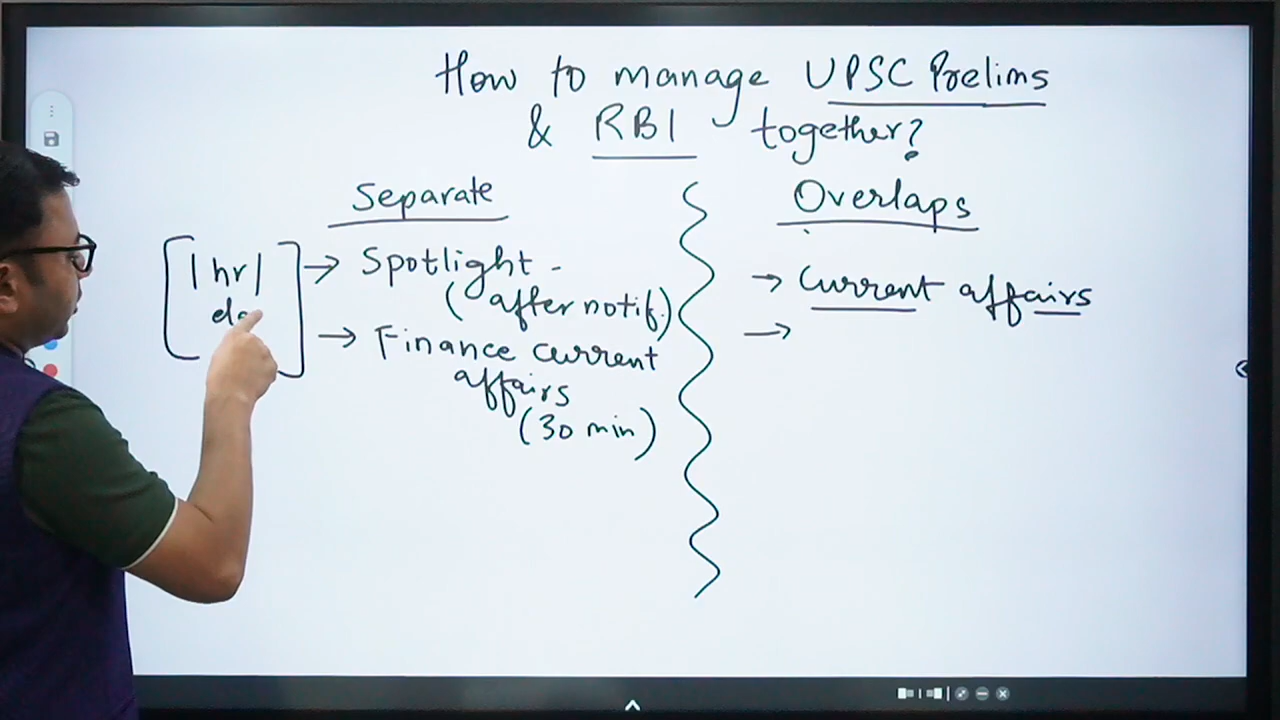 How to manage UPSC Prelims
& RBI together?
Separate
1 hr/
→ Spotlight -
(after notif.)
→ Finance current
affairs
(30 min)
Overlaps
→ Current affairs
→